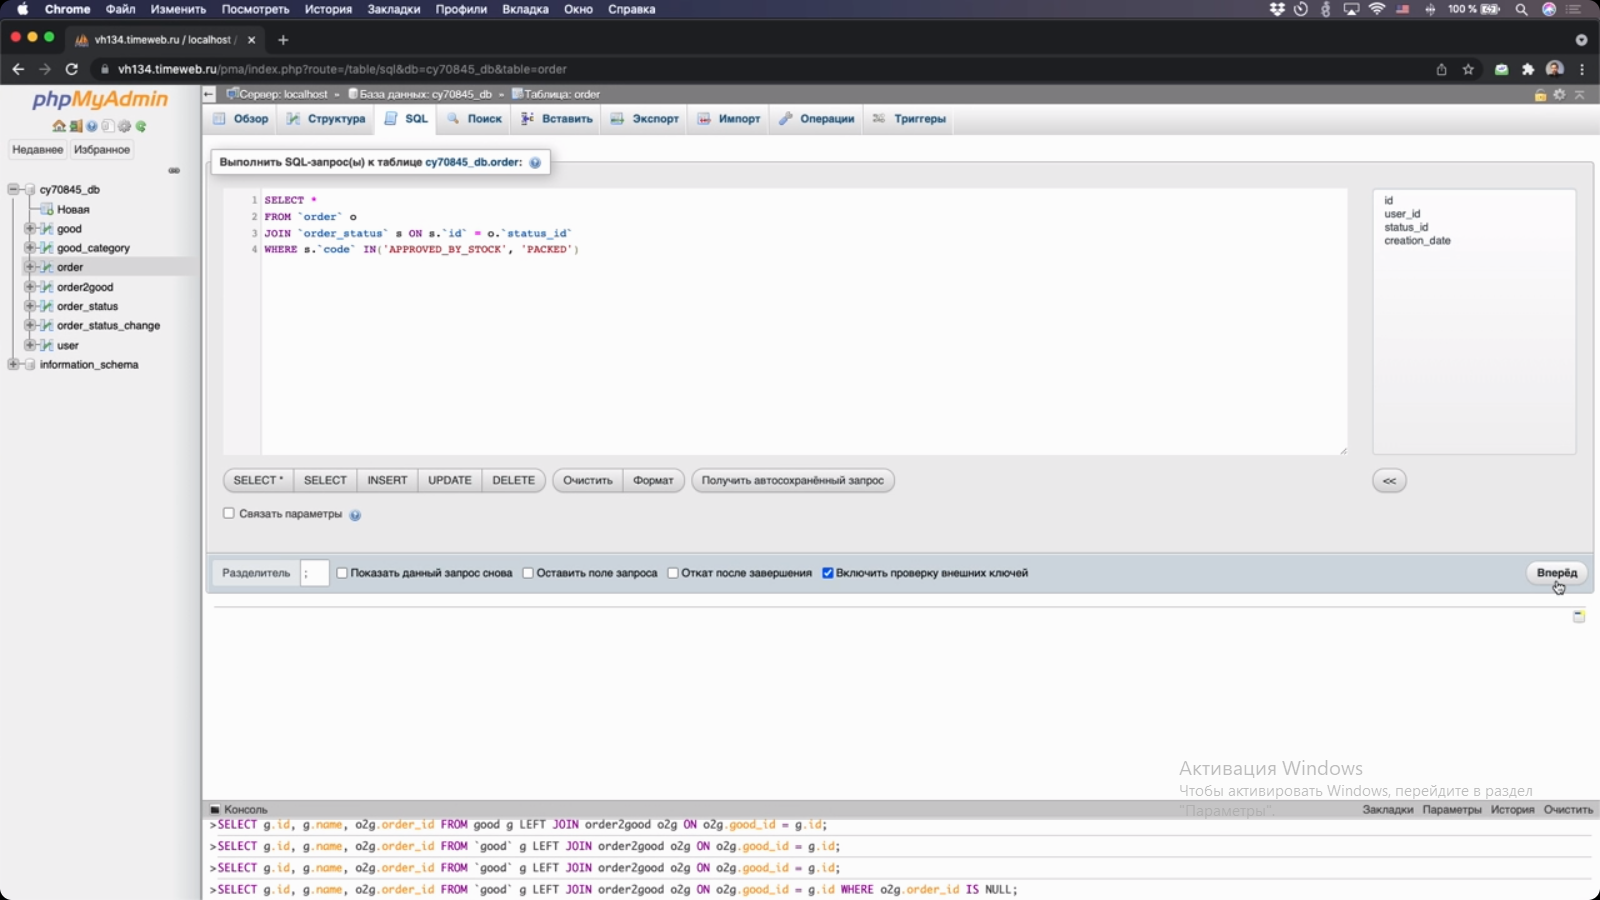 Chrome Файл Изменить Посмотреть История Закладки Профили Вкладка Окно Справка 100 %
vh134.timeweb.ru / localhost /
vh134.timeweb.ru/pma/index.php?route=/table/sql&db=cy70845_db&table=order
phpMyAdmin
Недавнее Избранное
cy70845_db
Новая
good
good_category
order
order2good
order_status
order_status_change
user
information_schema
Сервер: localhost » База данных: cy70845_db » Таблица: order
Обзор Структура SQL Поиск Вставить Экспорт Импорт Операции Триггеры
Выполнить SQL-запрос(ы) к таблице cy70845_db.order:
1 SELECT *
2 FROM `order` o
3 JOIN `order_status` s ON s.`id` = o.`status_id`
4 WHERE s.`code` IN('APPROVED_BY_STOCK', 'PACKED')
id
user_id
status_id
creation_date
SELECT * SELECT INSERT UPDATE DELETE Очистить Формат Получить автосохранённый запрос <<
Связать параметры
Разделитель ; Показать данный запрос снова Оставить поле запроса Откат после завершения Включить проверку внешних ключей Вперёд
Активация Windows
Чтобы активировать Windows, перейдите в раздел
"Параметры".
Консоль Закладки Параметры История Очистить
>SELECT g.id, g.name, o2g.order_id FROM good g LEFT JOIN order2good o2g ON o2g.good_id = g.id;
>SELECT g.id, g.name, o2g.order_id FROM `good` g LEFT JOIN order2good o2g ON o2g.good_id = g.id;
>SELECT g.id, g.name, o2g.order_id FROM `good` g LEFT JOIN order2good o2g ON o2g.good_id = g.id;
>SELECT g.id, g.name, o2g.order_id FROM `good` g LEFT JOIN order2good o2g ON o2g.good_id = g.id WHERE o2g.order_id IS NULL;